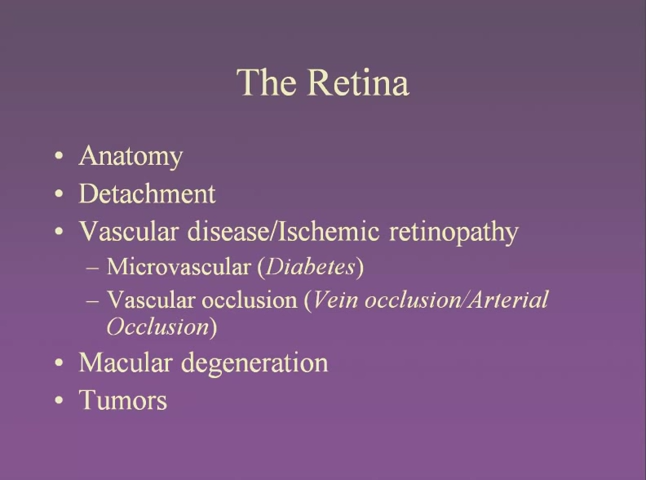 The Retina
• Anatomy
• Detachment
• Vascular disease/Ischemic retinopathy
– Microvascular (Diabetes)
– Vascular occlusion (Vein occlusion/Arterial
Occlusion)
• Macular degeneration
• Tumors